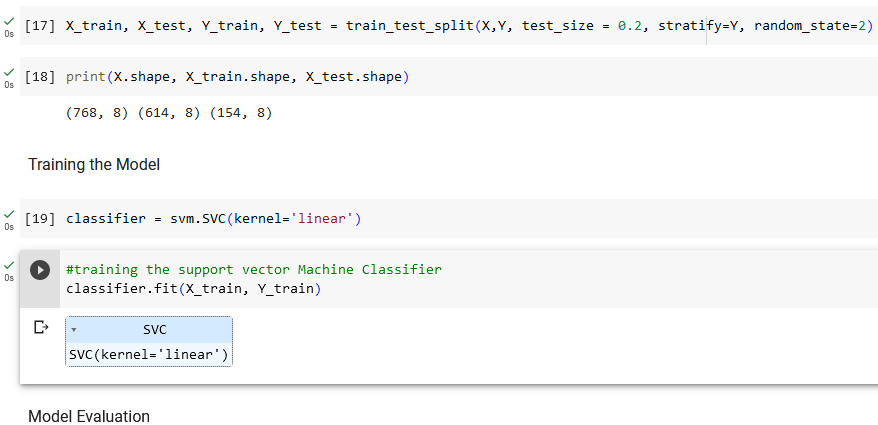 [17] X_train, X_test, Y_train, Y_test = train_test_split(X,Y, test_size = 0.2, stratify=Y, random_state=2)
0s
[18] print(X.shape, X_train.shape, X_test.shape)
0s
(768, 8) (614, 8) (154, 8)
Training the Model
[19] classifier = svm.SVC(kernel='linear')
0s
#training the support vector Machine Classifier
0s
classifier.fit(X_train, Y_train)
SVC
SVC(kernel='linear')
Model Evaluation